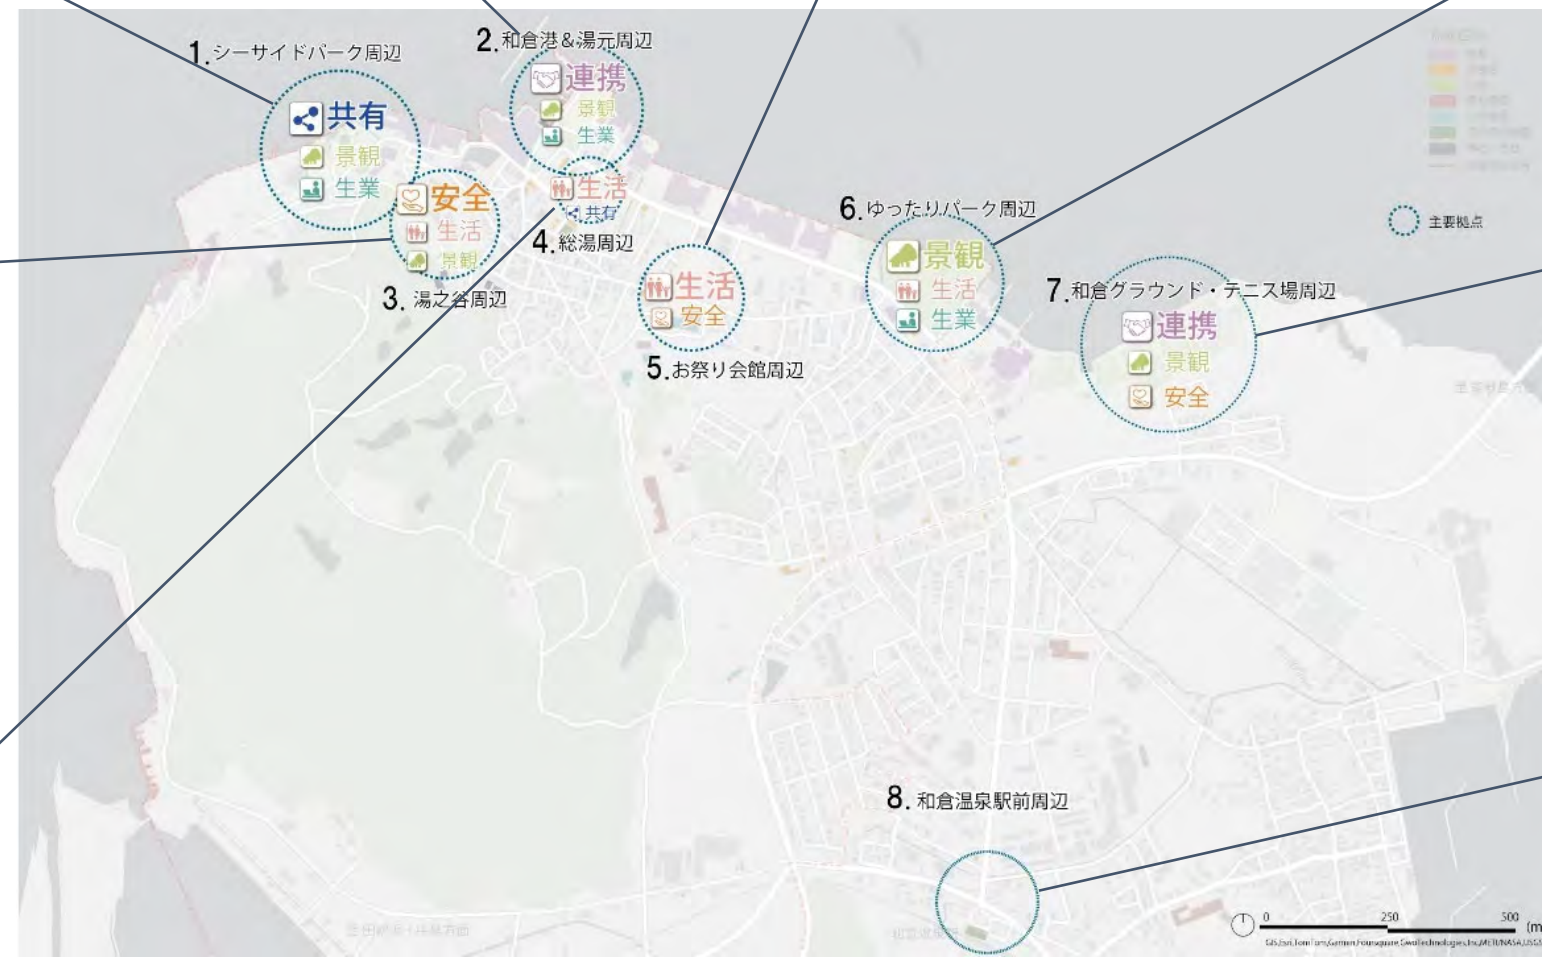 1.シーサイドパーク周辺
共有
景観
生業
2.和倉港&湯元周辺
連携
景観
生業
安全
生活
景観
3. 湯之谷周辺
生活
共有
4.総湯周辺
生活
安全
5.お祭り会館周辺
6.ゆったりパーク周辺
景観
生活
生業
7.和倉グラウンド・テニス場周辺
連携
景観
安全
主要拠点
8. 和倉温泉駅前周辺
0 250 500 (m